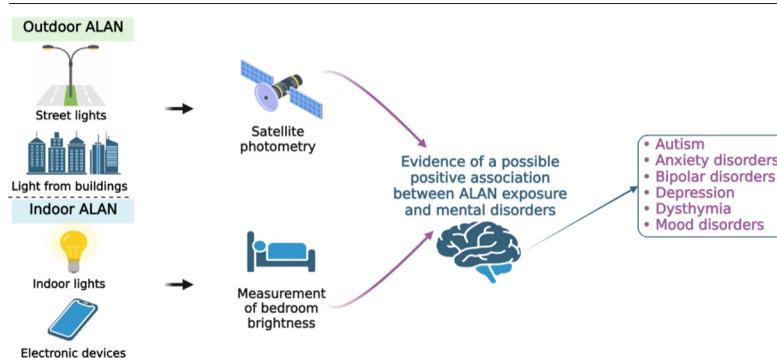 Outdoor ALAN
Street lights
Light from buildings
Indoor ALAN
Indoor lights
Electronic devices
Satellite
photometry
Measurement
of bedroom
brightness
Evidence of a possible
positive association
between ALAN exposure
and mental disorders
• Autism
• Anxiety disorders
• Bipolar disorders
• Depression
• Dysthymia
• Mood disorders